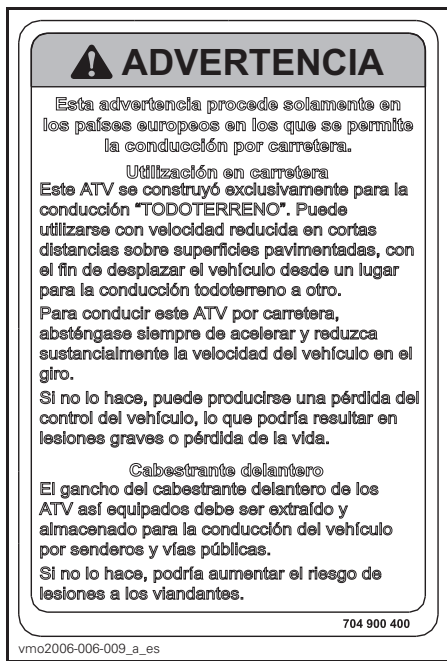 ADVERTENCIA
Esta advertencia procede solamente en
los países europeos en los que se permite
la conducción por carretera.
Utilización en carretera
Este ATV se construyó exclusivamente para la
conducción “TODOTERRENO”. Puede
utilizarse con velocidad reducida en cortas
distancias sobre superficies pavimentadas, con
el fin de desplazar el vehículo desde un lugar
para la conducción todoterreno a otro.
Para conducir este ATV por carretera,
absténgase siempre de acelerar y reduzca
sustancialmente la velocidad del vehículo en el
giro.
Si no lo hace, puede producirse una pérdida del
control del vehículo, lo que podría resultar en
lesiones graves o pérdida de la vida.
Cabestrante delantero
El gancho del cabestrante delantero de los
ATV así equipados debe ser extraído y
almacenado para la conducción del vehículo
por senderos y vías públicas.
Si no lo hace, podría aumentar el riesgo de
lesiones a los viandantes.
704 900 400
vmo2006-006-009_a_es